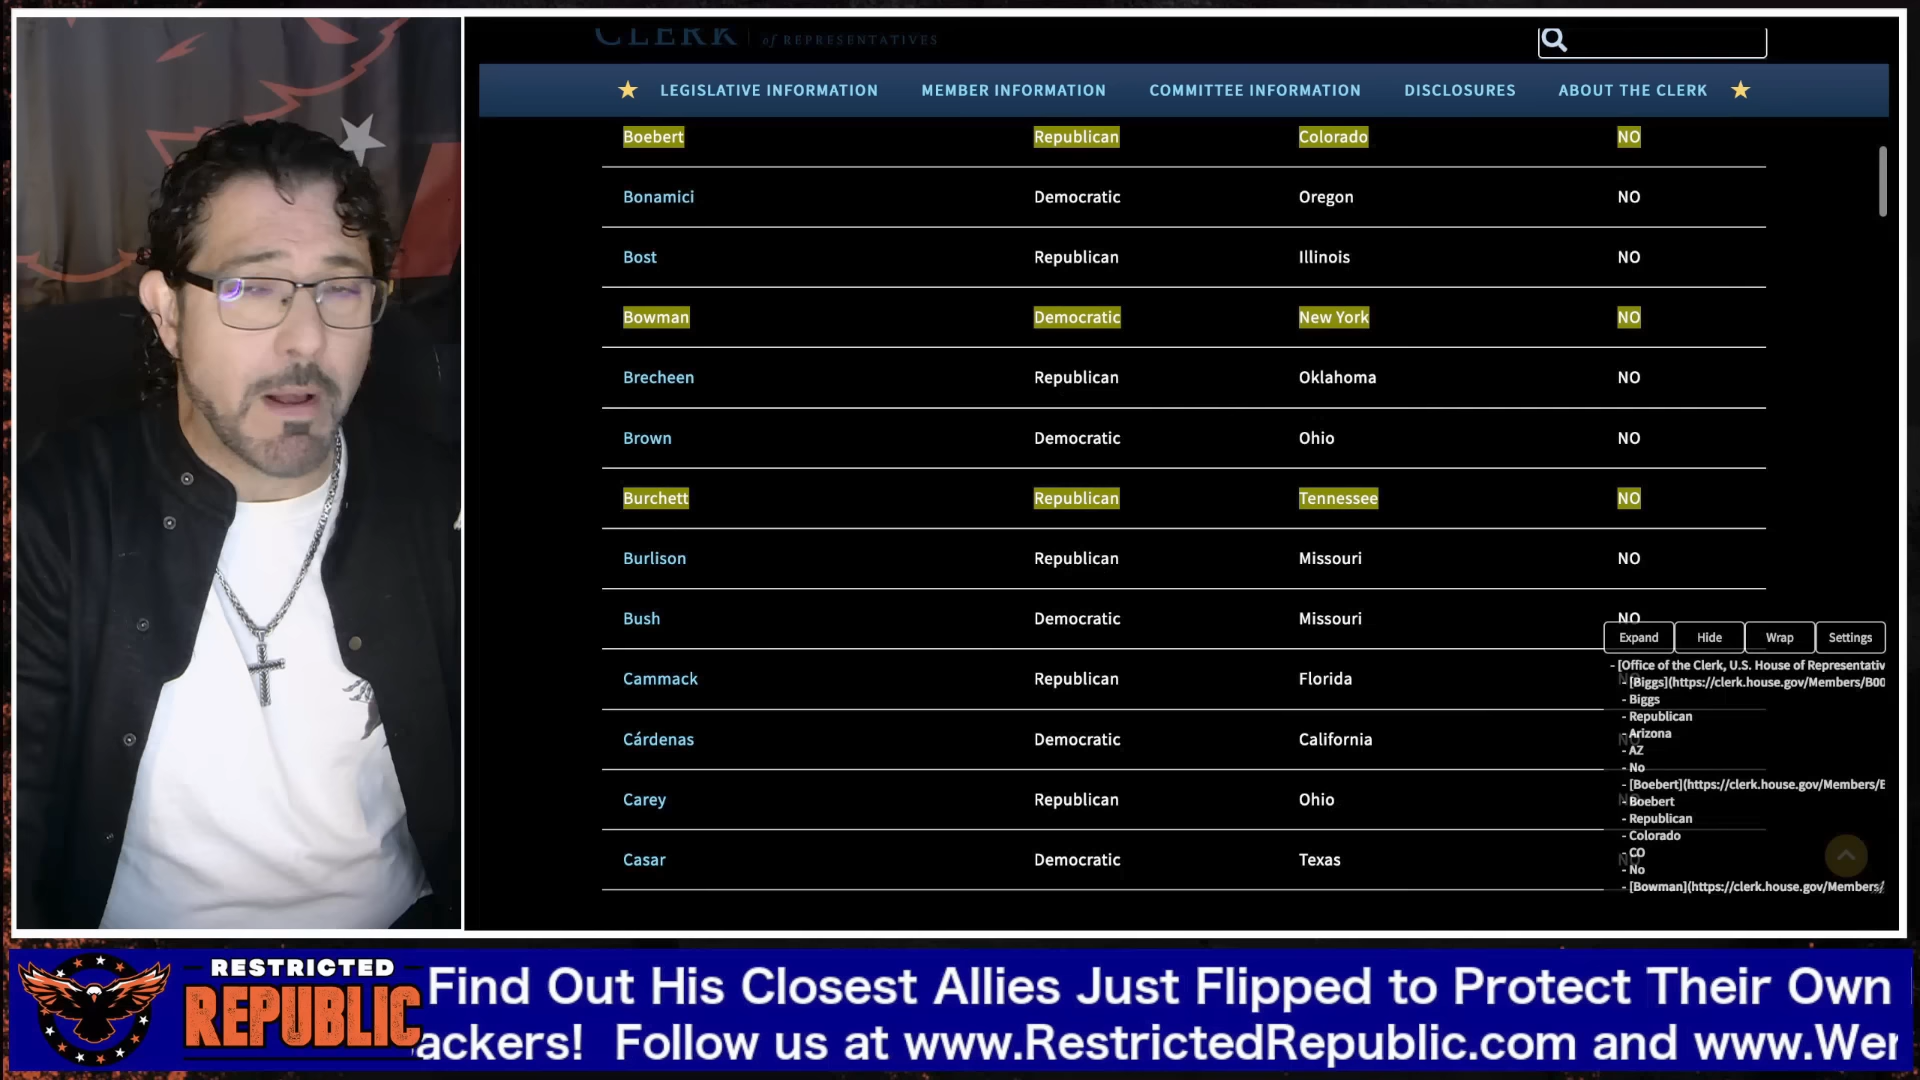 CLERK | of REPRESENTATIVES
LEGISLATIVE INFORMATION MEMBER INFORMATION COMMITTEE INFORMATION DISCLOSURES ABOUT THE CLERK
Boebert Republican Colorado NO
Bonamici Democratic Oregon NO
Bost Republican Illinois NO
Bowman Democratic New York NO
Brecheen Republican Oklahoma NO
Brown Democratic Ohio NO
Burchett Republican Tennessee NO
Burlison Republican Missouri NO
Bush Democratic Missouri NO
Cammack Republican Florida NO
Cárdenas Democratic California NO
Carey Republican Ohio NO
Casar Democratic Texas NO
Expand Hide Wrap Settings
- [Office of the Clerk, U.S. House of Representativ
- [Biggs](https://clerk.house.gov/Members/B00
- Biggs
- Republican
- Arizona
- AZ
- No
- [Boebert](https://clerk.house.gov/Members/B
- Boebert
- Republican
- Colorado
- CO
- No
- [Bowman](https://clerk.house.gov/Members/
RESTRICTED
REPUBLIC
Find Out His Closest Allies Just Flipped to Protect Their Own
ackers! Follow us at www.RestrictedRepublic.com and www.Wer